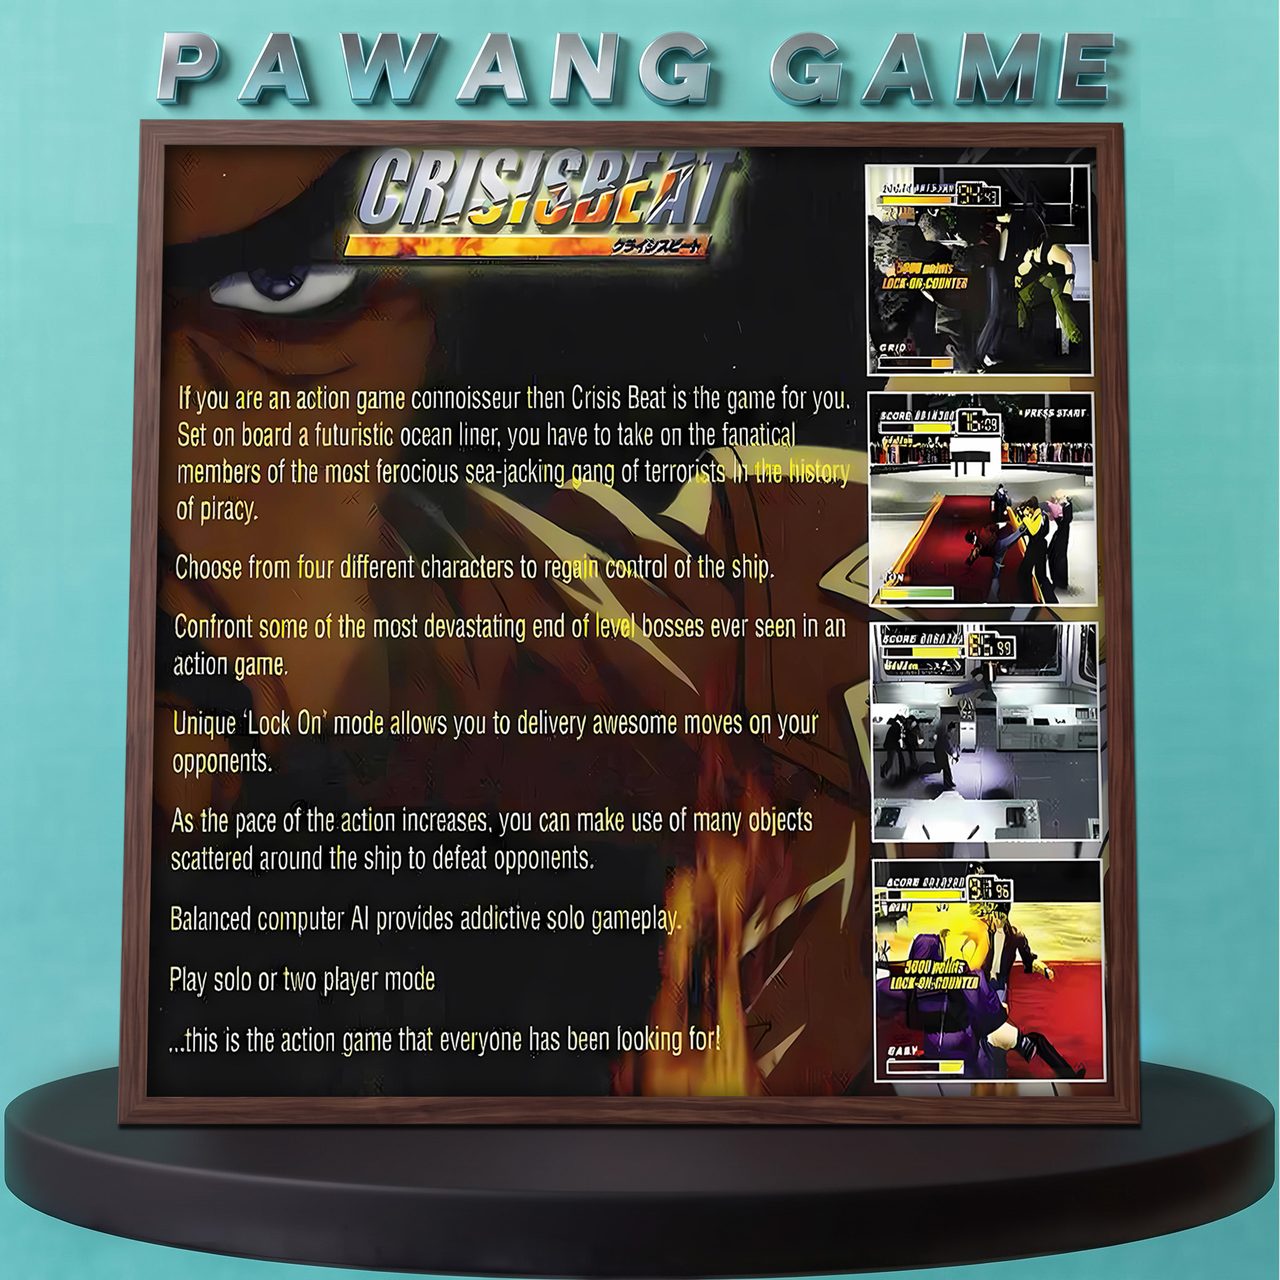 PAWANG GAME
CRISISBEAT
クライシスビート
If you are an action game connoisseur then Crisis Beat is the game for you.
Set on board a futuristic ocean liner, you have to take on the fanatical
members of the most ferocious sea-jacking gang of terrorists in the history
of piracy.
Choose from four different characters to regain control of the ship.
Confront some of the most devastating end of level bosses ever seen in an
action game.
Unique ‘Lock On’ mode allows you to delivery awesome moves on your
opponents.
As the pace of the action increases, you can make use of many objects
scattered around the ship to defeat opponents.
Balanced computer AI provides addictive solo gameplay.
Play solo or two player mode
...this is the action game that everyone has been looking for!
5000 points
LOCK-ON-COUNTER
SCORE
PRESS START
SCORE
SCORE
5000 points
LOCK-ON-COUNTER